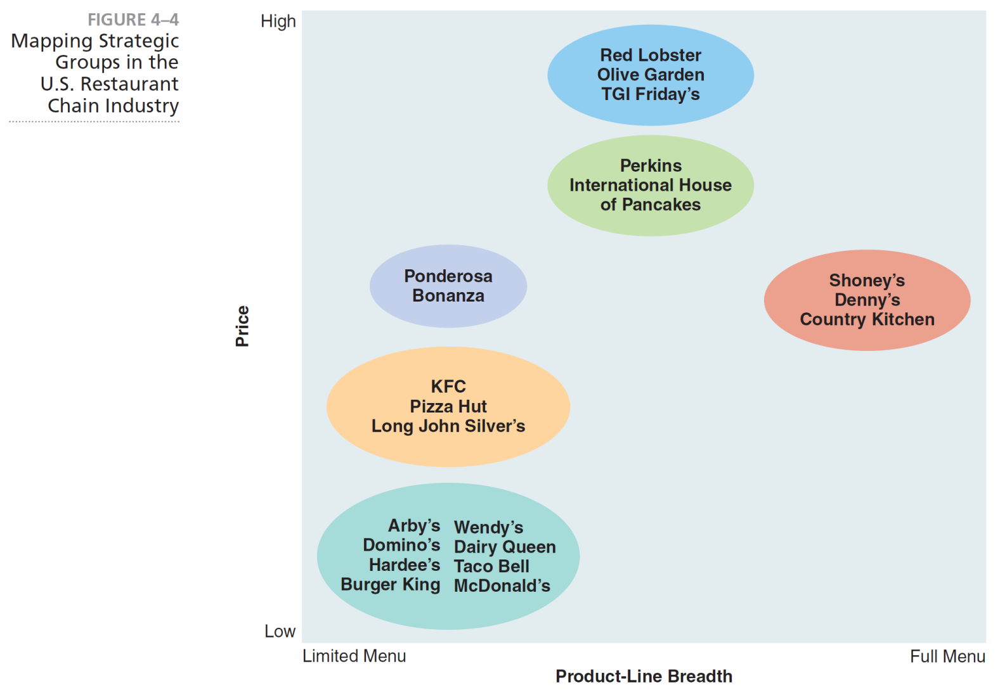 FIGURE 4–4
Mapping Strategic
Groups in the
U.S. Restaurant
Chain Industry
High
Red Lobster
Olive Garden
TGI Friday’s
Perkins
International House
of Pancakes
Ponderosa
Bonanza
Shoney’s
Denny’s
Country Kitchen
Price
KFC
Pizza Hut
Long John Silver’s
Arby’s
Domino’s
Hardee’s
Burger King
Wendy’s
Dairy Queen
Taco Bell
McDonald’s
Low
Limited Menu
Full Menu
Product-Line Breadth